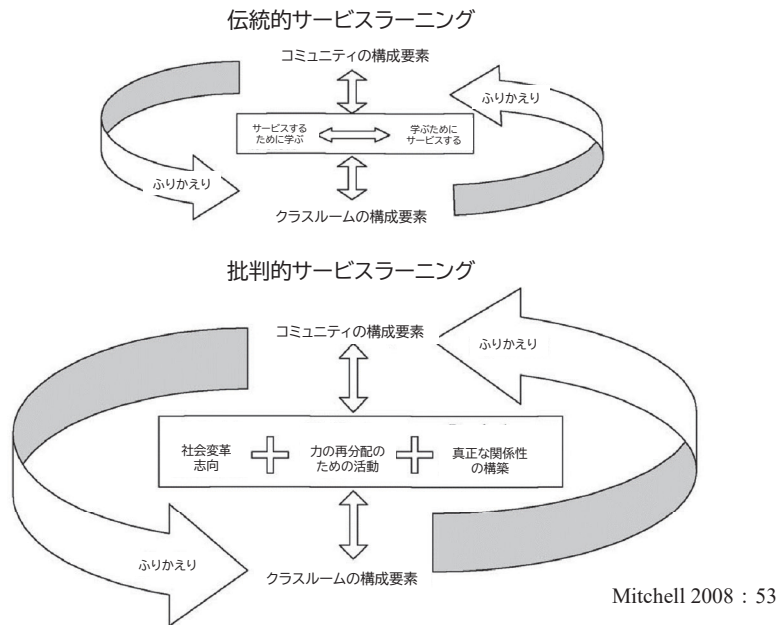 伝統的サービスラーニング
コミュニティの構成要素
ふりかえり
サービスする
ために学ぶ
学ぶために
サービスする
ふりかえり
クラスルームの構成要素
批判的サービスラーニング
コミュニティの構成要素
ふりかえり
社会変革
志向
力の再分配の
ための活動
真正な関係性
の構築
ふりかえり
クラスルームの構成要素
Mitchell 2008：53